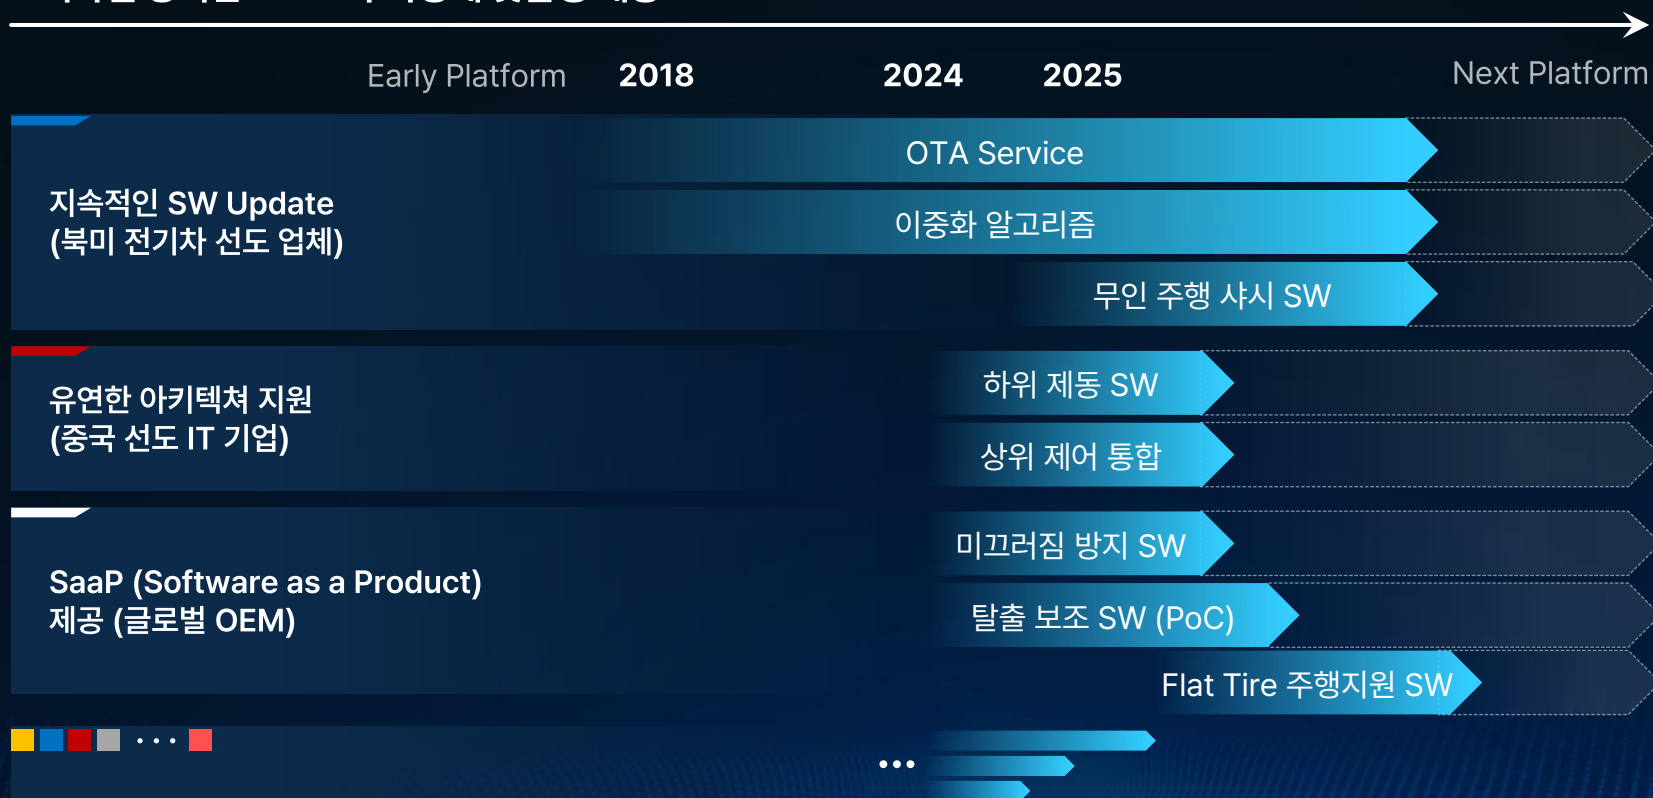 Early Platform 2018 2024 2025 Next Platform
지속적인 SW Update
(북미 전기차 선도 업체)
OTA Service
이중화 알고리즘
무인 주행 샤시 SW
유연한 아키텍쳐 지원
(중국 선도 IT 기업)
하위 제동 SW
상위 제어 통합
SaaP (Software as a Product)
제공 (글로벌 OEM)
미끄러짐 방지 SW
탈출 보조 SW (PoC)
Flat Tire 주행지원 SW
...
...